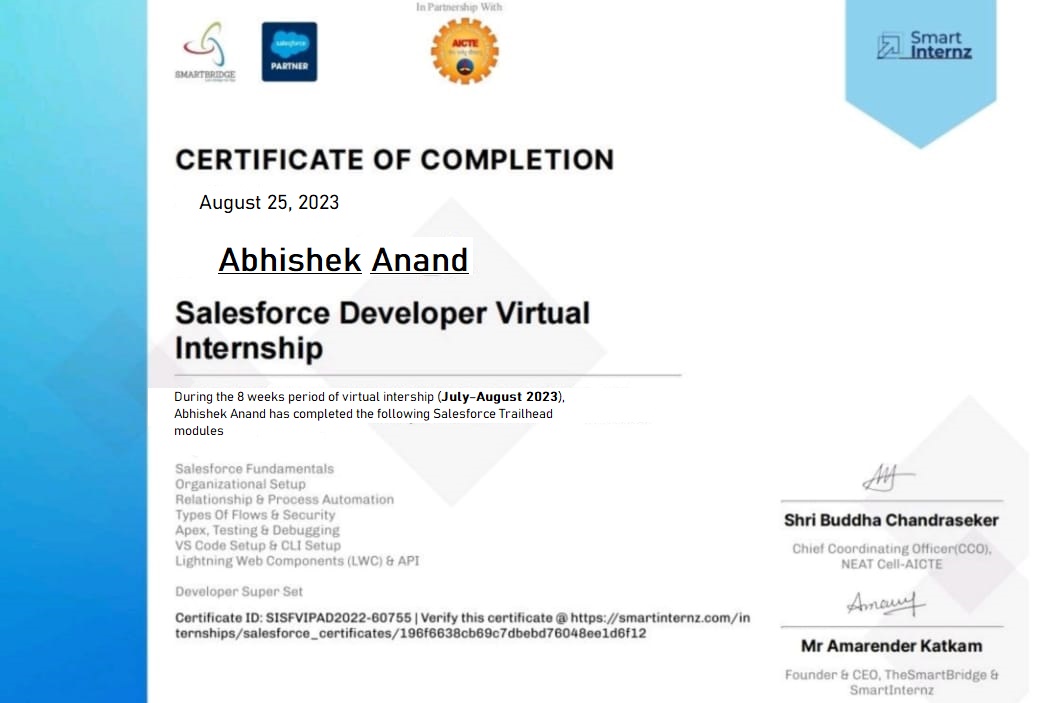 In Partnership With
SMARTBRIDGE
salesforce
PARTNER
AICTE
Smart
Internz
CERTIFICATE OF COMPLETION
August 25, 2023
Abhishek Anand
Salesforce Developer Virtual
Internship
During the 8 weeks period of virtual intership (July-August 2023),
Abhishek Anand has completed the following Salesforce Trailhead
modules
Salesforce Fundamentals
Organizational Setup
Relationship & Process Automation
Types Of Flows & Security
Apex, Testing & Debugging
VS Code Setup & CLI Setup
Lightning Web Components (LWC) & API
Developer Super Set
Certificate ID: SISFVIPAD2022-60755 | Verify this certificate @ https://smartinternz.com/in
ternships/salesforce_certificates/196f6638cb69c7dbebd76048ee1d6f12
Shri Buddha Chandraseker
Chief Coordinating Officer(CCO),
NEAT Cell-AICTE
Amaren
Mr Amarender Katkam
Founder & CEO, TheSmartBridge &
SmartInternz